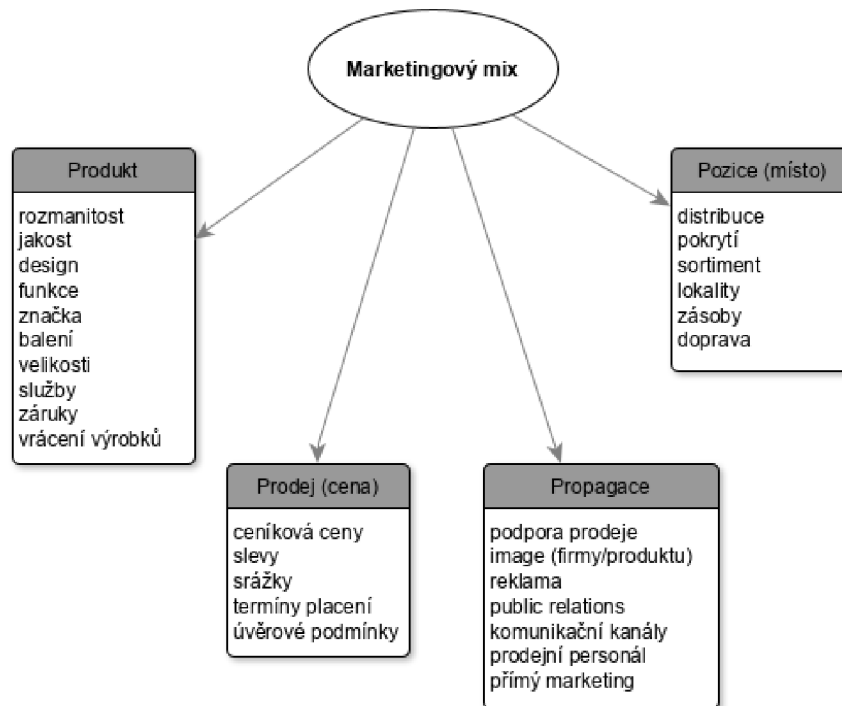 Marketingový mix
Produkt
rozmanitost
jakost
design
funkce
značka
balení
velikosti
služby
záruky
vrácení výrobků
Prodej (cena)
ceníková ceny
slevy
srážky
termíny placení
úvěrové podmínky
Propagace
podpora prodeje
image (firmy/produktu)
reklama
public relations
komunikační kanály
prodejní personál
přímý marketing
Pozice (místo)
distribuce
pokrytí
sortiment
lokality
zásoby
doprava